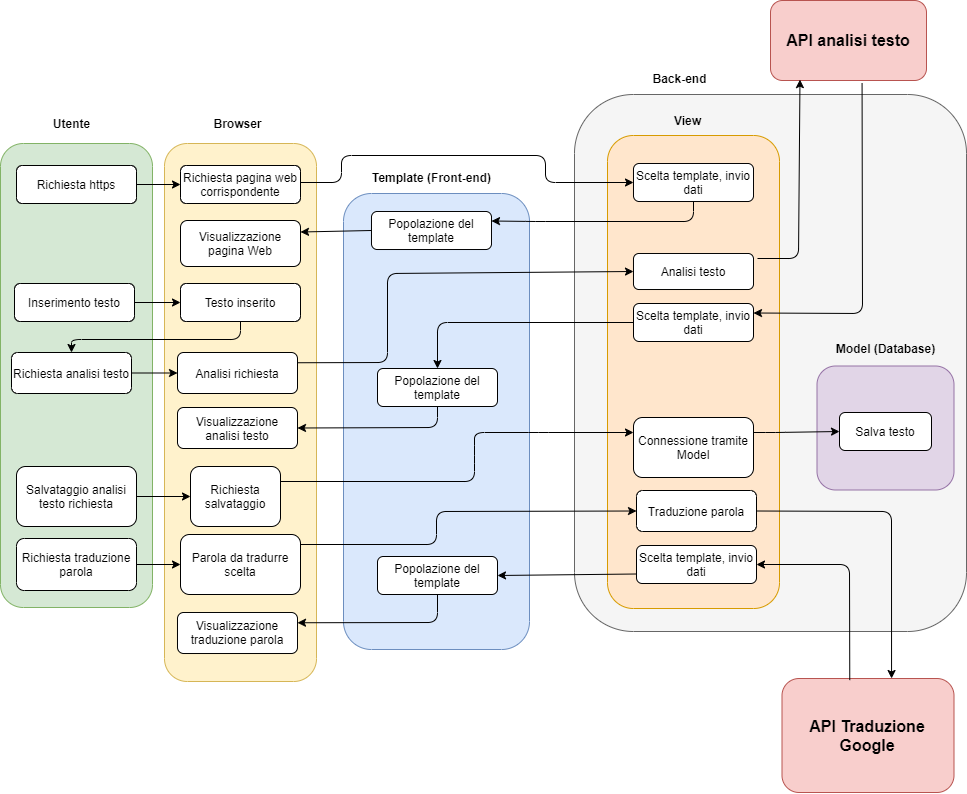 API analisi testo
Back-end
Utente
Browser
View
Template (Front-end)
Richiesta https
Richiesta pagina web
corrispondente
Scelta template, invio
dati
Popolazione del
template
Visualizzazione
pagina Web
Analisi testo
Inserimento testo
Testo inserito
Scelta template, invio
dati
Model (Database)
Richiesta analisi testo
Analisi richiesta
Popolazione del
template
Visualizzazione
analisi testo
Connessione tramite
Model
Salva testo
Salvataggio analisi
testo richiesta
Richiesta
salvataggio
Traduzione parola
Richiesta traduzione
parola
Parola da tradurre
scelta
Scelta template, invio
dati
Popolazione del
template
Visualizzazione
traduzione parola
API Traduzione
Google